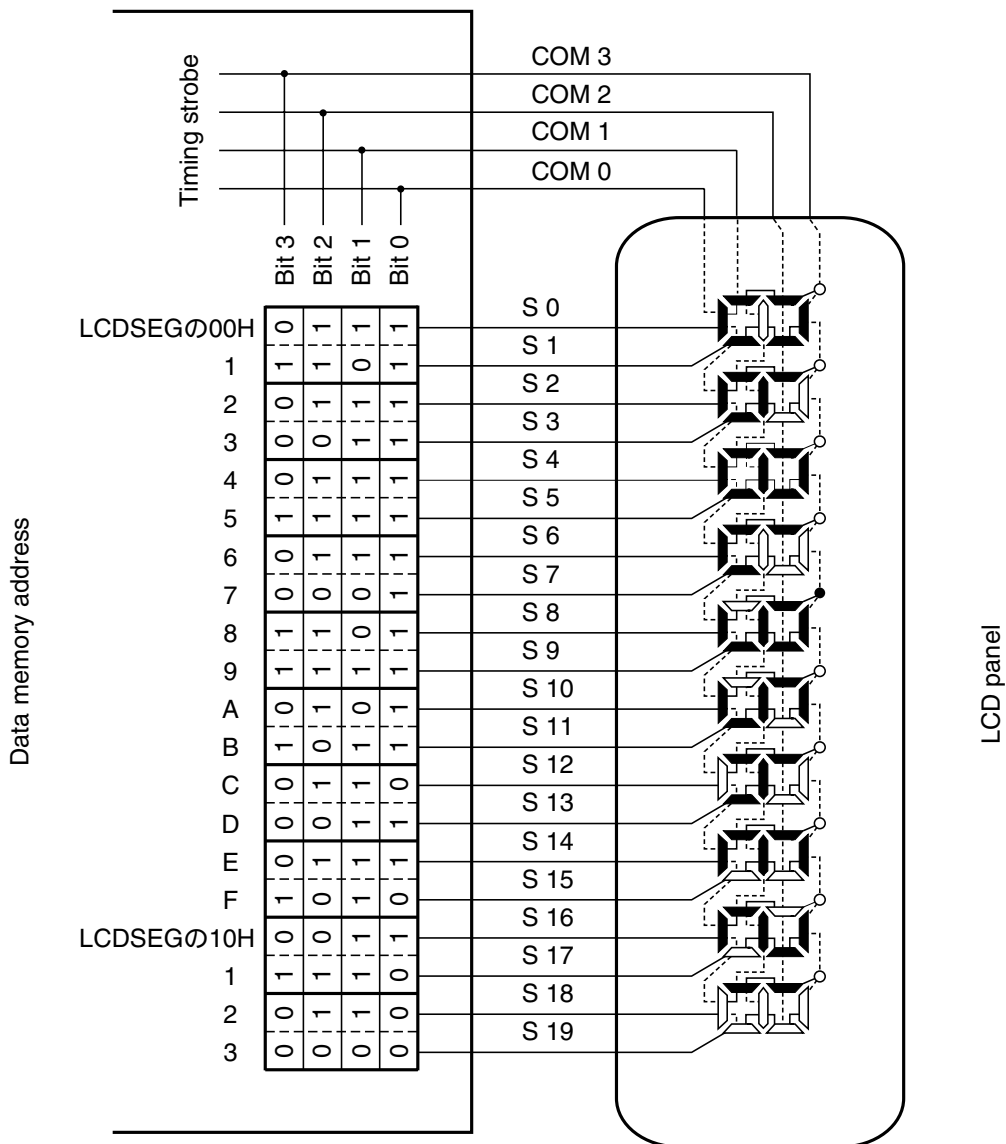 COM 3
COM 2
COM 1
COM 0
Timing strobe
Bit 3
Bit 2
Bit 1
Bit 0
Data memory address
LCDSEGの00H 0 1 1 1 S 0
1 1 1 0 1 S 1
2 0 1 1 1 S 2
3 0 0 1 1 S 3
4 0 1 1 1 S 4
5 1 1 1 1 S 5
6 0 1 1 1 S 6
7 0 0 0 1 S 7
8 1 1 0 1 S 8
9 1 1 1 1 S 9
A 0 1 0 1 S 10
B 1 0 1 1 S 11
C 0 1 1 0 S 12
D 0 0 1 1 S 13
E 0 1 1 1 S 14
F 1 0 1 0 S 15
LCDSEGの10H 0 0 1 1 S 16
1 1 1 1 0 S 17
2 0 1 1 0 S 18
3 0 0 0 0 S 19
LCD panel